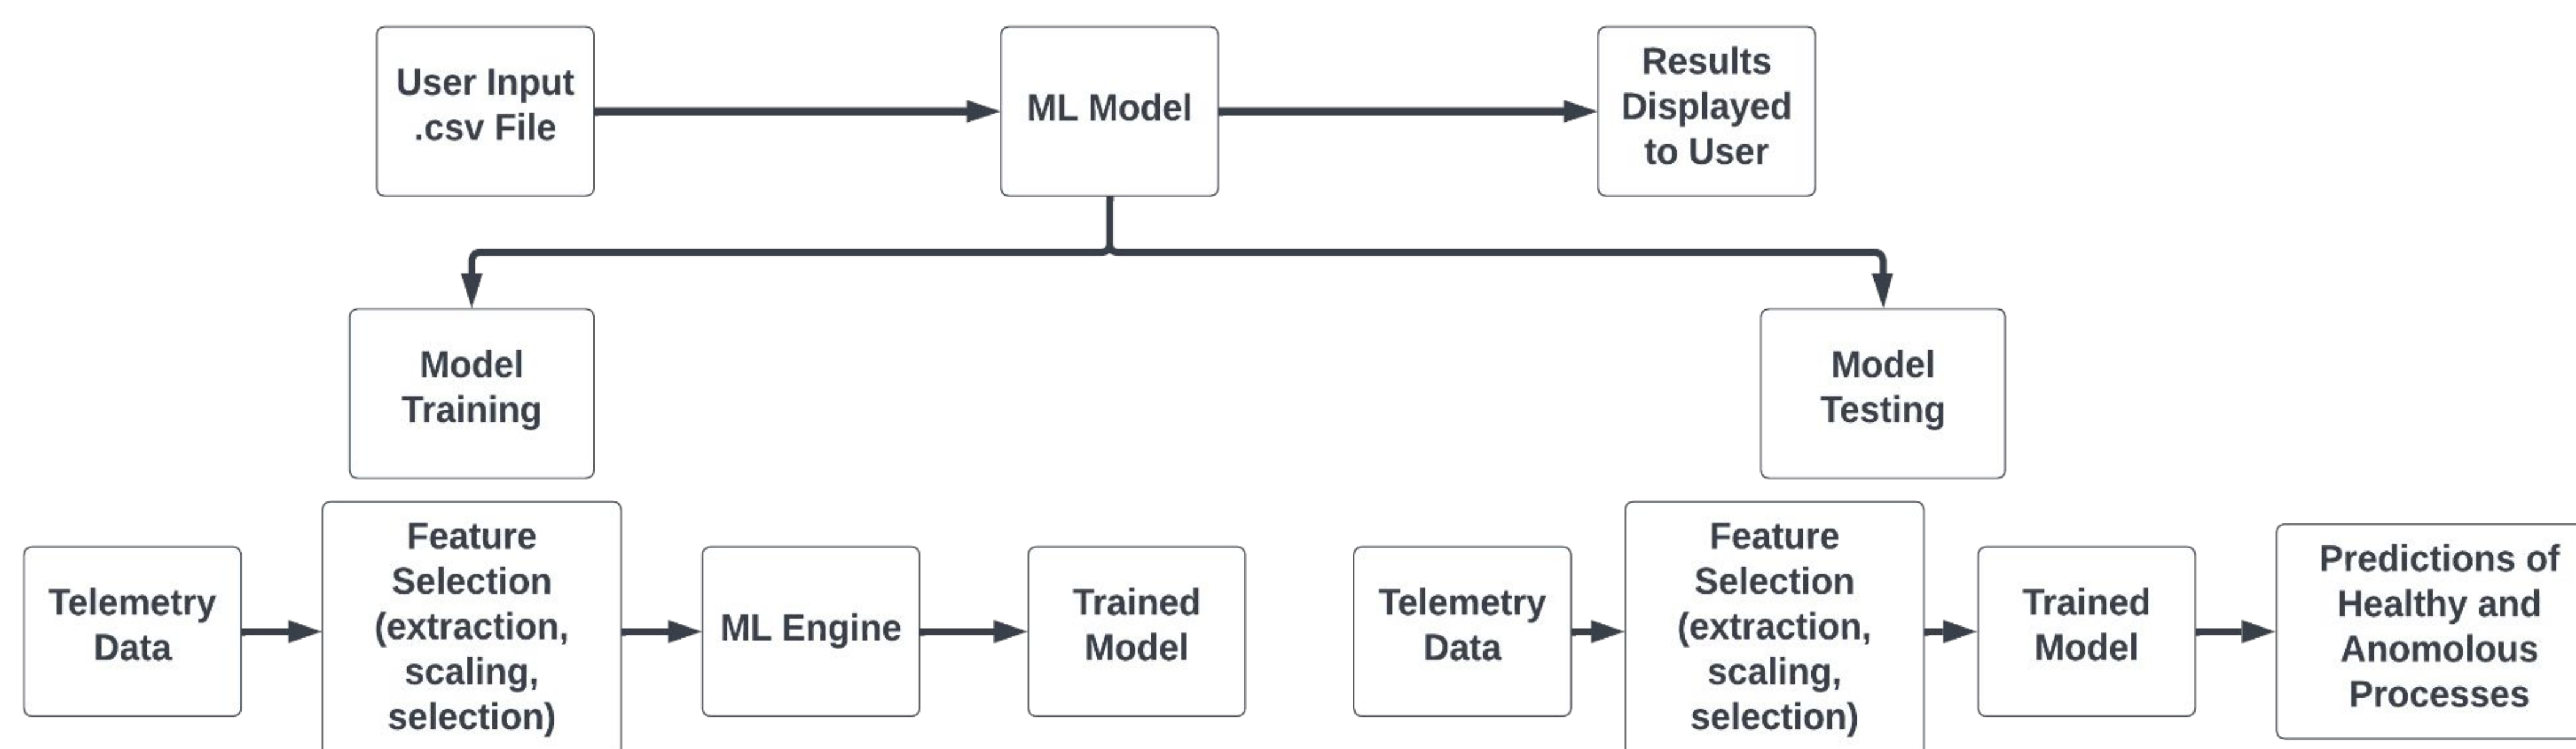 User Input
.csv File
ML Model
Results
Displayed
to User
Model
Training
Model
Testing
Telemetry
Data
Feature
Selection
(extraction,
scaling,
selection)
ML Engine
Trained
Model
Telemetry
Data
Feature
Selection
(extraction,
scaling,
selection)
Trained
Model
Predictions of
Healthy and
Anomolous
Processes